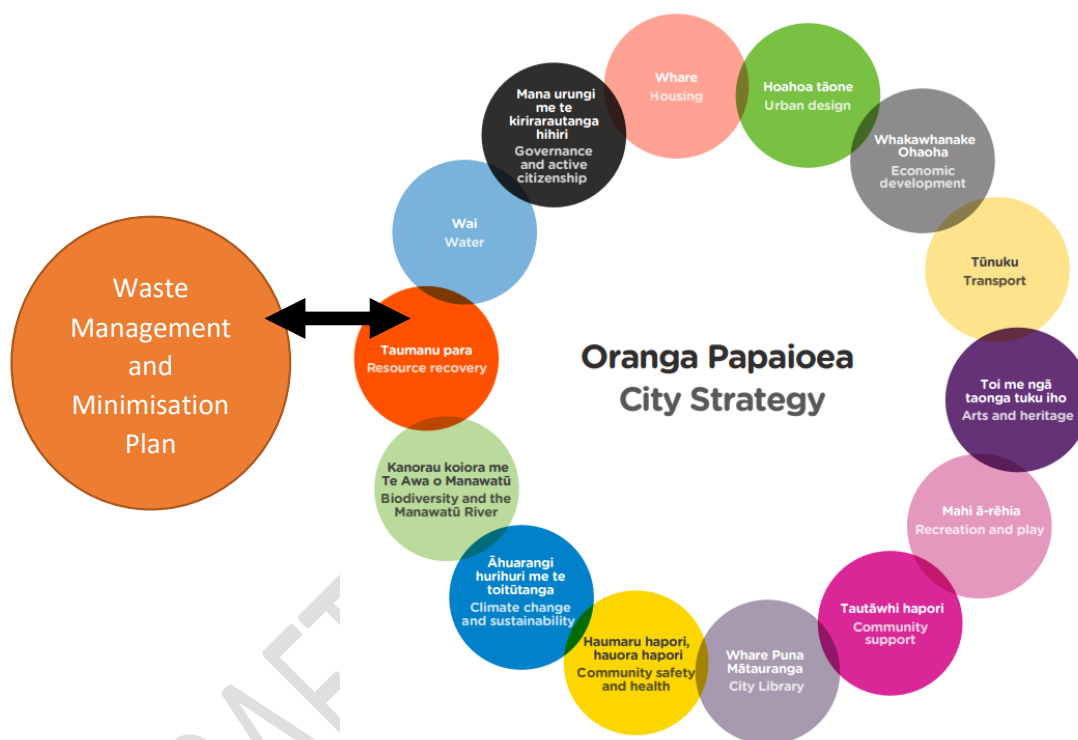 Waste
Management
and
Minimisation
Plan
Oranga Papaioea
City Strategy
Whare
Housing
Hoahoa tāone
Urban design
Whakawhanake
Ohaoha
Economic
development
Tūnuku
Transport
Toi me ngā
taonga tuku iho
Arts and heritage
Mahi ā-rēhia
Recreation and play
Tautāwhi hapori
Community
support
Whare Puna
Mātauranga
City Library
Haumaru hapori,
hauora hapori
Community safety
and health
Āhuarangi
hurihuri me te
toitūtanga
Climate change
and sustainability
Kanorau koiora me
Te Awa o Manawatū
Biodiversity and the
Manawatū River
Taumanu para
Resource recovery
Wai
Water
Mana urungi
me te
kirirarautanga
hihiri
Governance
and active
citizenship
DRAFT